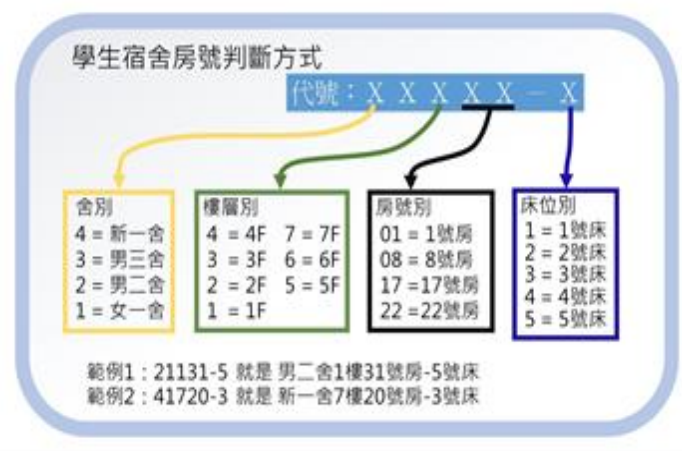 學生宿舍房號判斷方式
代號：X X X X X － X
舍別
4 = 新一舍
3 = 男三舍
2 = 男二舍
1 = 女一舍
樓層別
4 = 4F 7 = 7F
3 = 3F 6 = 6F
2 = 2F 5 = 5F
1 = 1F
房號別
01 = 1號房
08 = 8號房
17 =17號房
22 =22號房
床位別
1 = 1號床
2 = 2號床
3 = 3號床
4 = 4號床
5 = 5號床
範例1：21131-5 就是 男二舍1樓31號房-5號床
範例2：41720-3 就是 新一舍7樓20號房-3號床